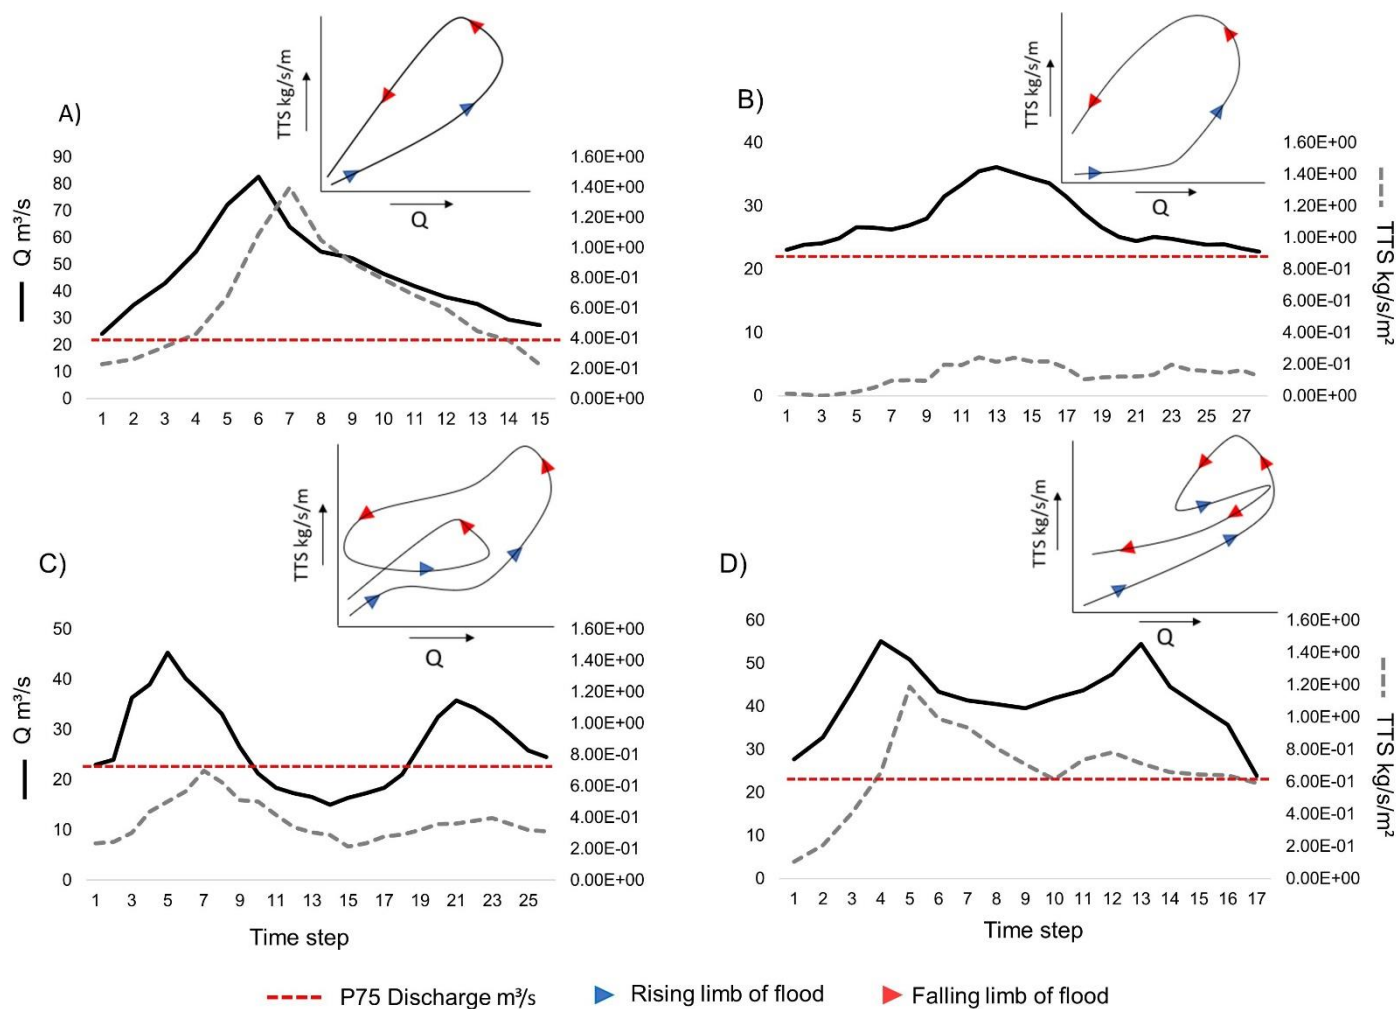 A)
TTS kg/s/m
Q
Q m³/s
90
80
70
60
50
40
30
20
10
0
1.60E+00
1.40E+00
1.20E+00
1.00E+00
8.00E-01
6.00E-01
4.00E-01
2.00E-01
0.00E+00
1 2 3 4 5 6 7 8 9 10 11 12 13 14 15
B)
TTS kg/s/m
Q
40
30
20
10
0
1.60E+00
1.40E+00
1.20E+00
1.00E+00
8.00E-01
6.00E-01
4.00E-01
2.00E-01
0.00E+00
TTS kg/s/m²
1 3 5 7 9 11 13 15 17 19 21 23 25 27
C)
TTS kg/s/m
Q
Q m³/s
50
40
30
20
10
0
1.60E+00
1.40E+00
1.20E+00
1.00E+00
8.00E-01
6.00E-01
4.00E-01
2.00E-01
0.00E+00
1 3 5 7 9 11 13 15 17 19 21 23 25
Time step
D)
TTS kg/s/m
Q
60
50
40
30
20
10
0
1.60E+00
1.40E+00
1.20E+00
1.00E+00
8.00E-01
6.00E-01
4.00E-01
2.00E-01
0.00E+00
TTS kg/s/m²
1 2 3 4 5 6 7 8 9 10 11 12 13 14 15 16 17
Time step
P75 Discharge m³/s
Rising limb of flood
Falling limb of flood